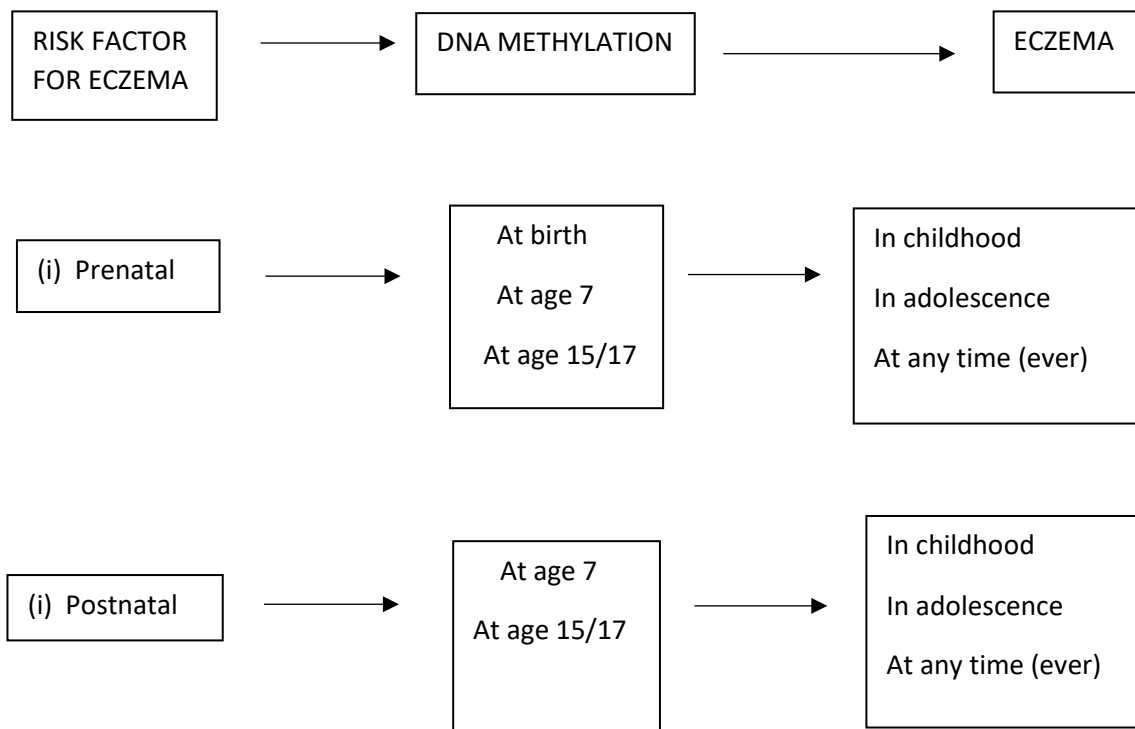 RISK FACTOR
FOR ECZEMA
DNA METHYLATION
ECZEMA
(i) Prenatal
At birth
At age 7
At age 15/17
In childhood
In adolescence
At any time (ever)
(i) Postnatal
At age 7
At age 15/17
In childhood
In adolescence
At any time (ever)